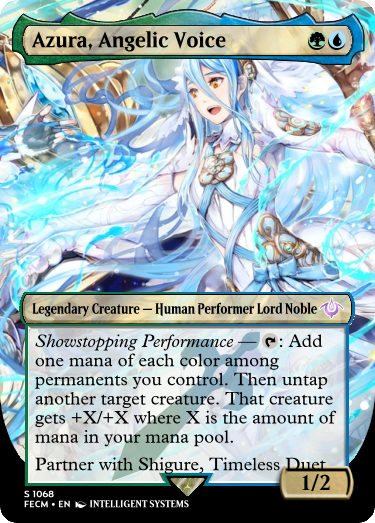 Azura, Angelic Voice
Legendary Creature — Human Performer Lord Noble
Showstopping Performance — : Add
one mana of each color among
permanents you control. Then untap
another target creature. That creature
gets +X/+X where X is the amount of
mana in your mana pool.
Partner with Shigure, Timeless Duet
1/2
S 1068
FECM • EN INTELLIGENT SYSTEMS